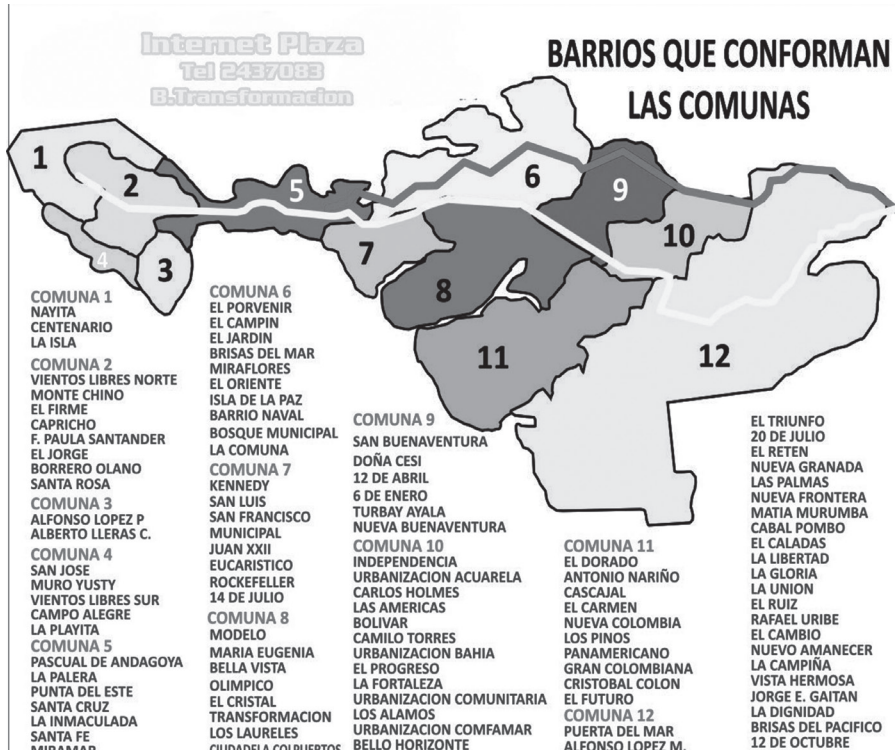 Internet Plaza
Tel 2437083
B.Transformacion
BARRIOS QUE CONFORMAN
LAS COMUNAS
1
2
3
4
5
6
7
8
9
10
11
12
COMUNA 1
NAYITA
CENTENARIO
LA ISLA
COMUNA 2
VIENTOS LIBRES NORTE
MONTE CHINO
EL FIRME
CAPRICHO
F. PAULA SANTANDER
EL JORGE
BORRERO OLANO
SANTA ROSA
COMUNA 3
ALFONSO LOPEZ P
ALBERTO LLERAS C.
COMUNA 4
SAN JOSE
MURO YUSTY
VIENTOS LIBRES SUR
CAMPO ALEGRE
LA PLAYITA
COMUNA 5
PASCUAL DE ANDAGOYA
LA PALERA
PUNTA DEL ESTE
SANTA CRUZ
LA INMACULADA
SANTA FE
MIRAMAR
COMUNA 6
EL PORVENIR
EL CAMPIN
EL JARDIN
BRISAS DEL MAR
MIRAFLORES
EL ORIENTE
ISLA DE LA PAZ
BARRIO NAVAL
BOSQUE MUNICIPAL
LA COMUNA
COMUNA 7
KENNEDY
SAN LUIS
SAN FRANCISCO
MUNICIPAL
JUAN XXII
EUCARISTICO
ROCKEFELLER
14 DE JULIO
COMUNA 8
MODELO
MARIA EUGENIA
BELLA VISTA
OLIMPICO
EL CRISTAL
TRANSFORMACION
LOS LAURELES
CIUDADELA COLPUERTOS
COMUNA 9
SAN BUENAVENTURA
DOÑA CESI
12 DE ABRIL
6 DE ENERO
TURBAY AYALA
NUEVA BUENAVENTURA
COMUNA 10
INDEPENDENCIA
URBANIZACION ACUARELA
CARLOS HOLMES
LAS AMERICAS
BOLIVAR
CAMILO TORRES
URBANIZACION BAHIA
EL PROGRESO
LA FORTALEZA
URBANIZACION COMUNITARIA
LOS ALAMOS
URBANIZACION COMFAMAR
BELLO HORIZONTE
COMUNA 11
EL DORADO
ANTONIO NARIÑO
CASCAJAL
EL CARMEN
NUEVA COLOMBIA
LOS PINOS
PANAMERICANO
GRAN COLOMBIANA
CRISTOBAL COLON
EL FUTURO
COMUNA 12
PUERTA DEL MAR
ALFONSO LOPEZ M.
EL TRIUNFO
20 DE JULIO
EL RETEN
NUEVA GRANADA
LAS PALMAS
NUEVA FRONTERA
MATIA MURUMBA
CABAL POMBO
EL CALADAS
LA LIBERTAD
LA GLORIA
LA UNION
EL RUIZ
RAFAEL URIBE
EL CAMBIO
NUEVO AMANECER
LA CAMPIÑA
VISTA HERMOSA
JORGE E. GAITAN
LA DIGNIDAD
BRISAS DEL PACIFICO
12 DE OCTUBRE